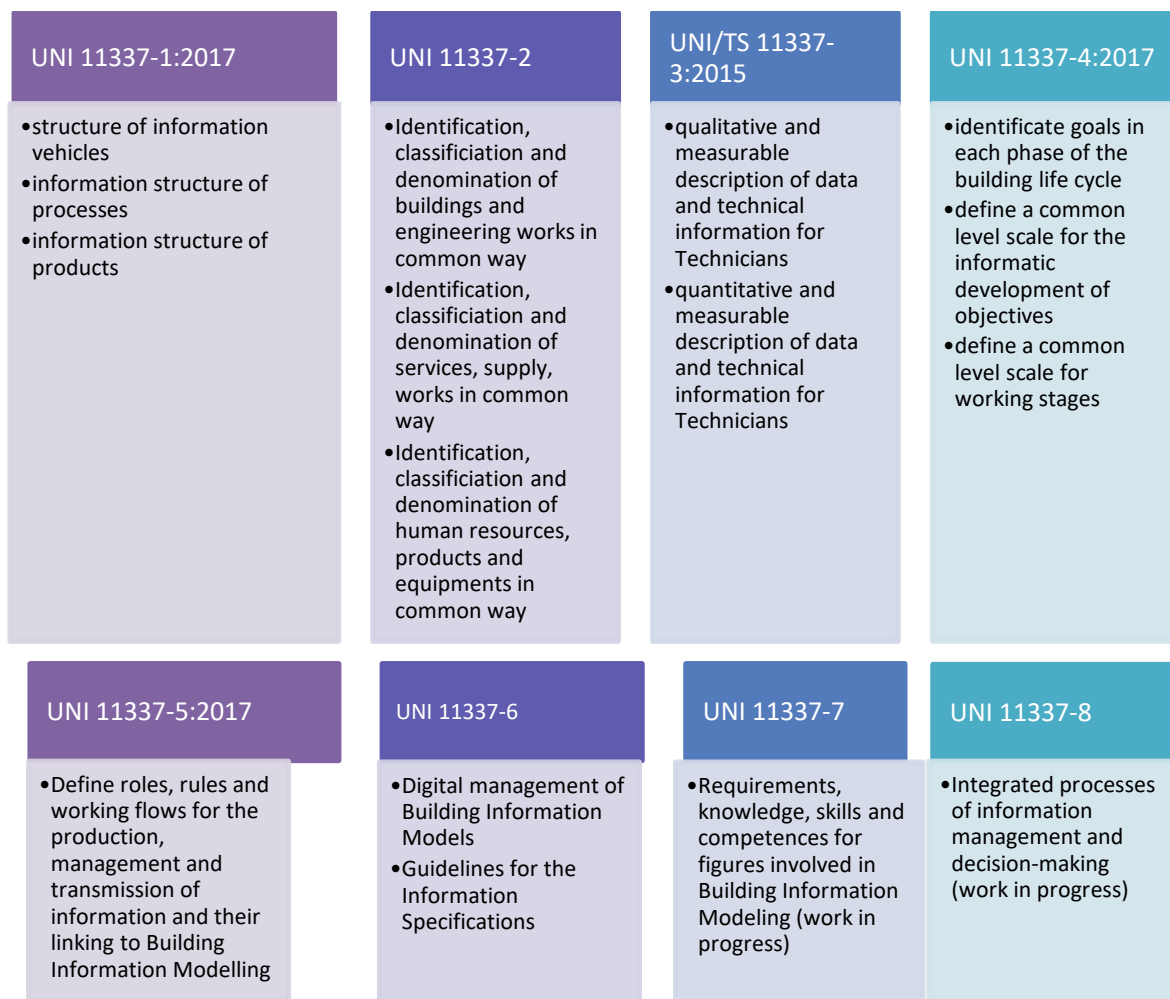 UNI 11337-1:2017
•structure of information
vehicles
•information structure of
processes
•information structure of
products
UNI 11337-2
•Identification,
classificiation and
denomination of
buildings and
engineering works in
common way
•Identification,
classificiation and
denomination of
services, supply,
works in common
way
•Identification,
classificiation and
denomination of
human resources,
products and
equipments in
common way
UNI/TS 11337-
3:2015
•qualitative and
measurable
description of data
and technical
information for
Technicians
•quantitative and
measurable
description of data
and technical
information for
Technicians
UNI 11337-4:2017
•identificate goals in
each phase of the
building life cycle
•define a common
level scale for the
informatic
development of
objectives
•define a common
level scale for
working stages
UNI 11337-5:2017
•Define roles, rules and
working flows for the
production,
management and
transmission of
information and their
linking to Building
Information Modelling
UNI 11337-6
•Digital management of
Building Information
Models
•Guidelines for the
Information
Specifications
UNI 11337-7
•Requirements,
knowledge, skills and
competences for
figures involved in
Building Information
Modeling (work in
progress)
UNI 11337-8
•Integrated processes
of information
management and
decision-making
(work in progress)